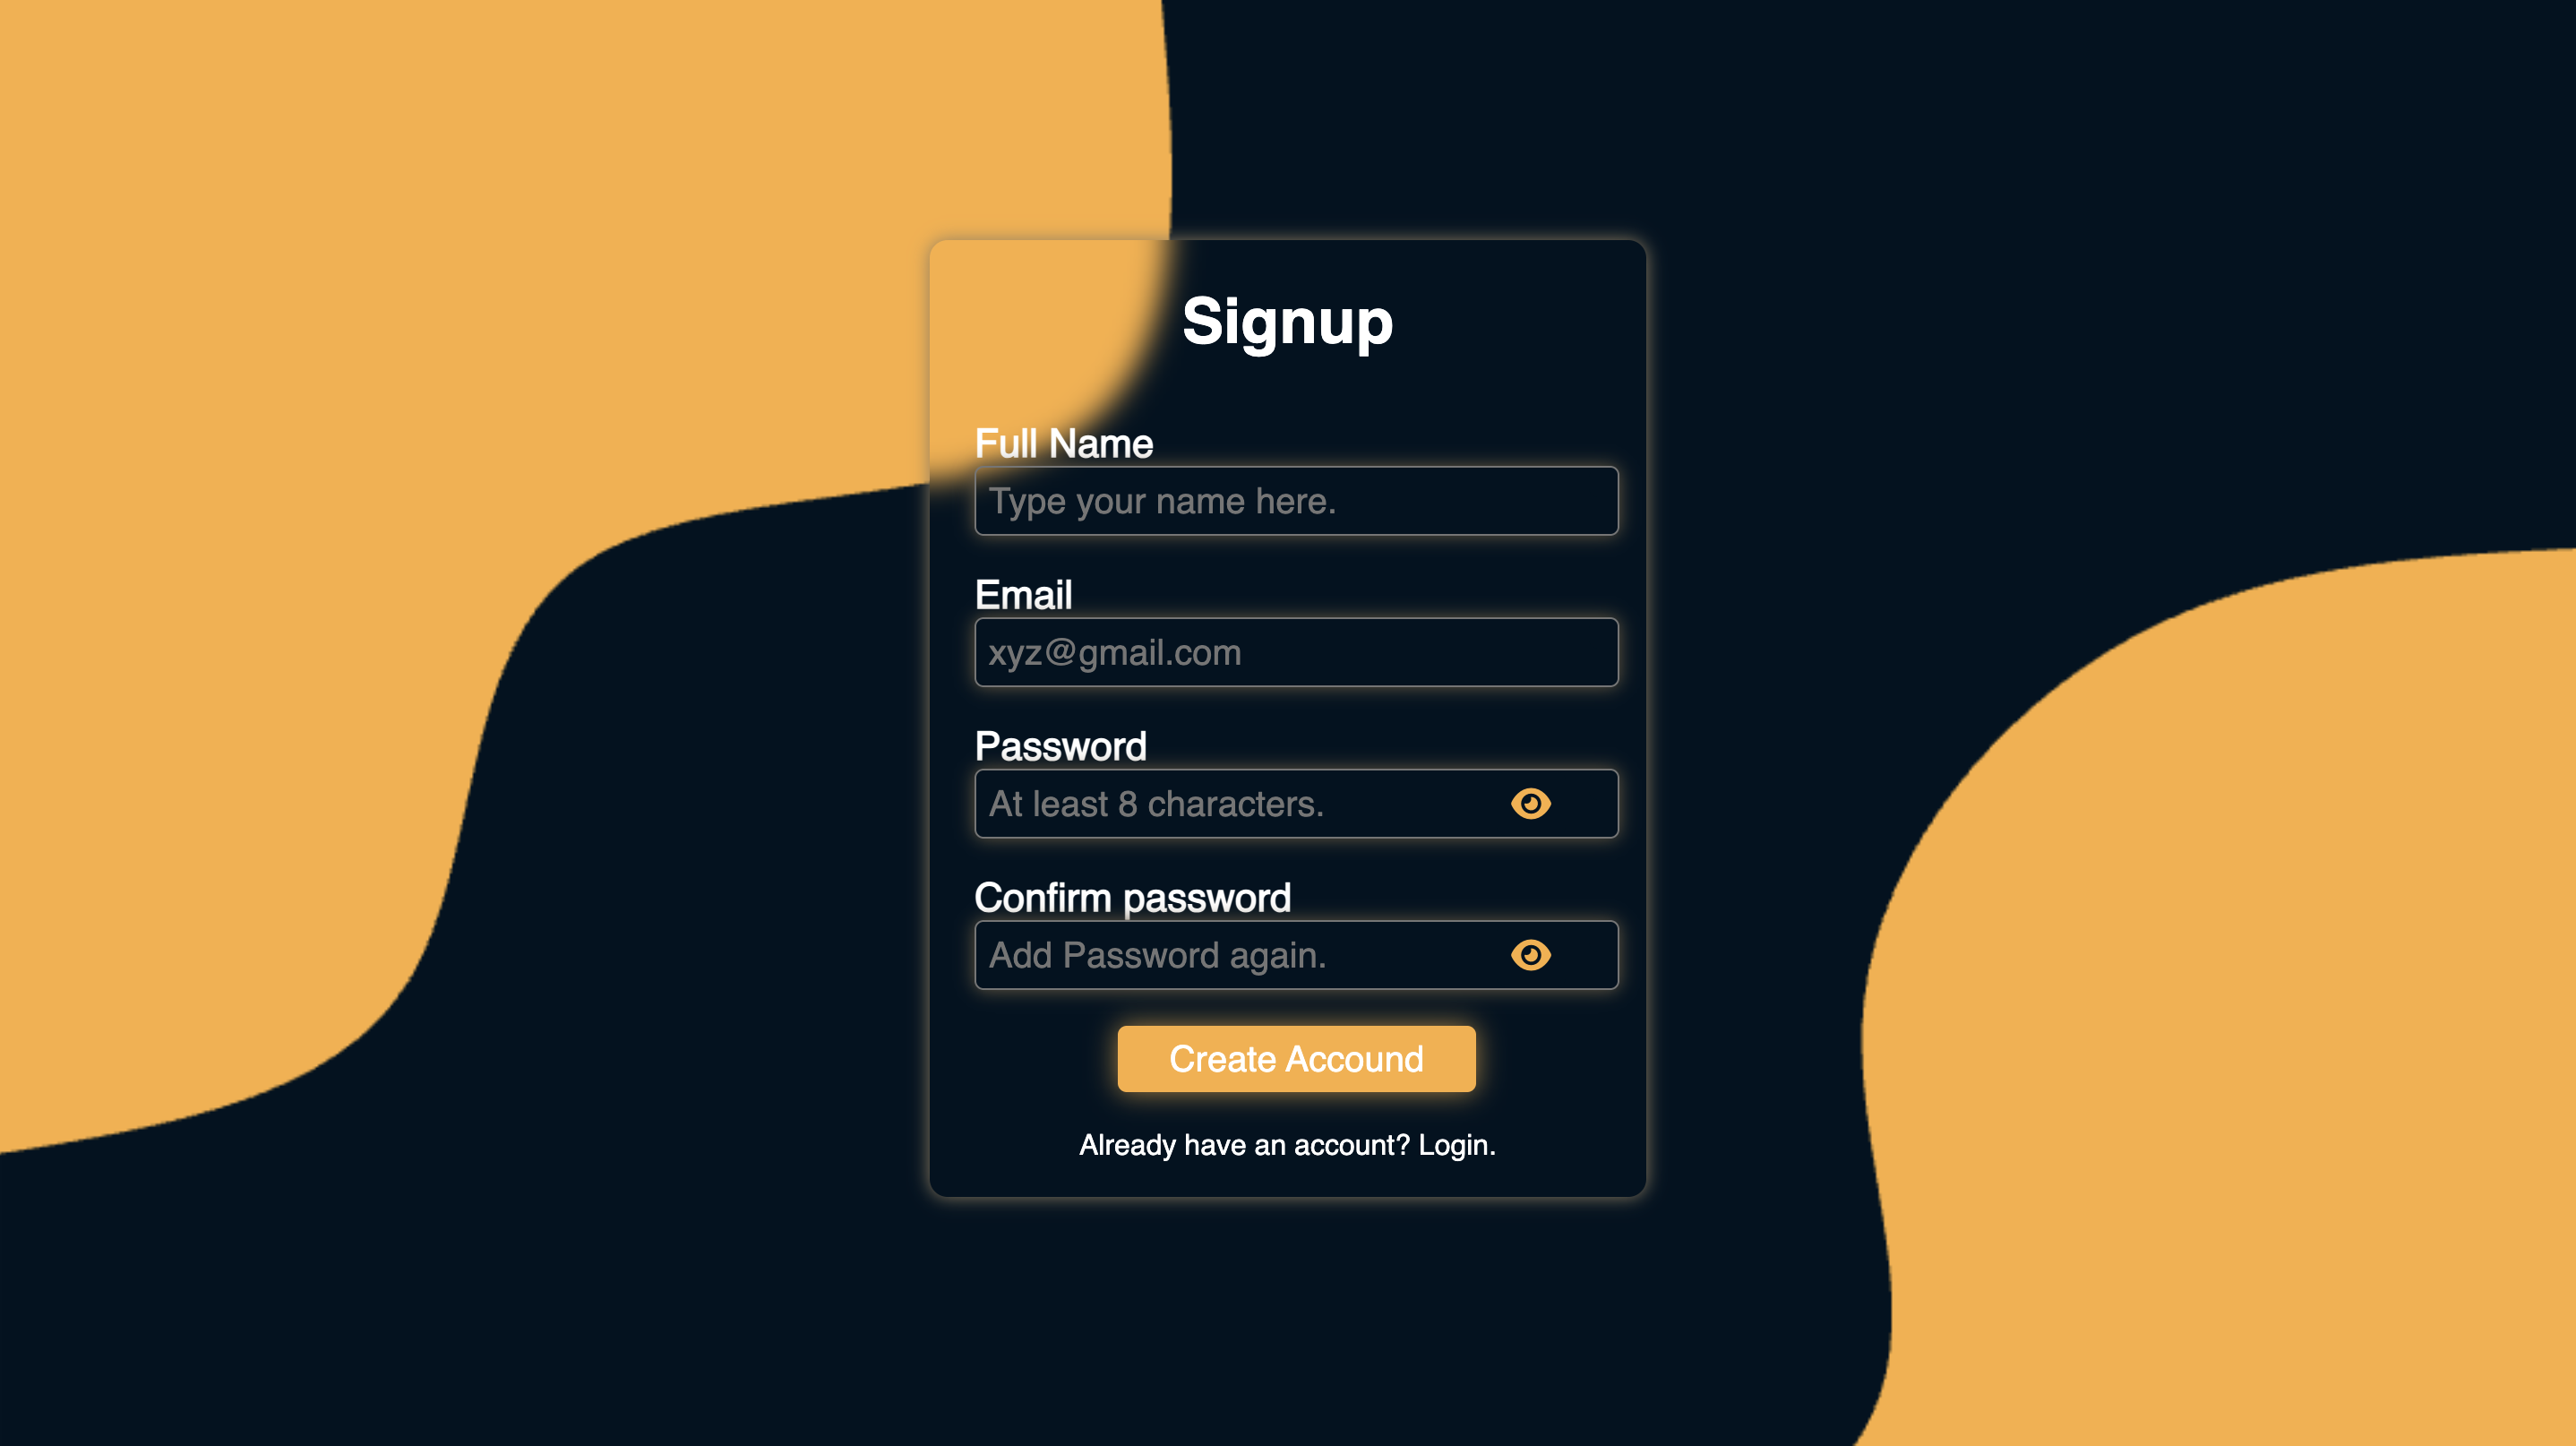 Signup
Full Name
Type your name here.
Email
xyz@gmail.com
Password
At least 8 characters.
Confirm password
Add Password again.
Create Accound
Already have an account? Login.